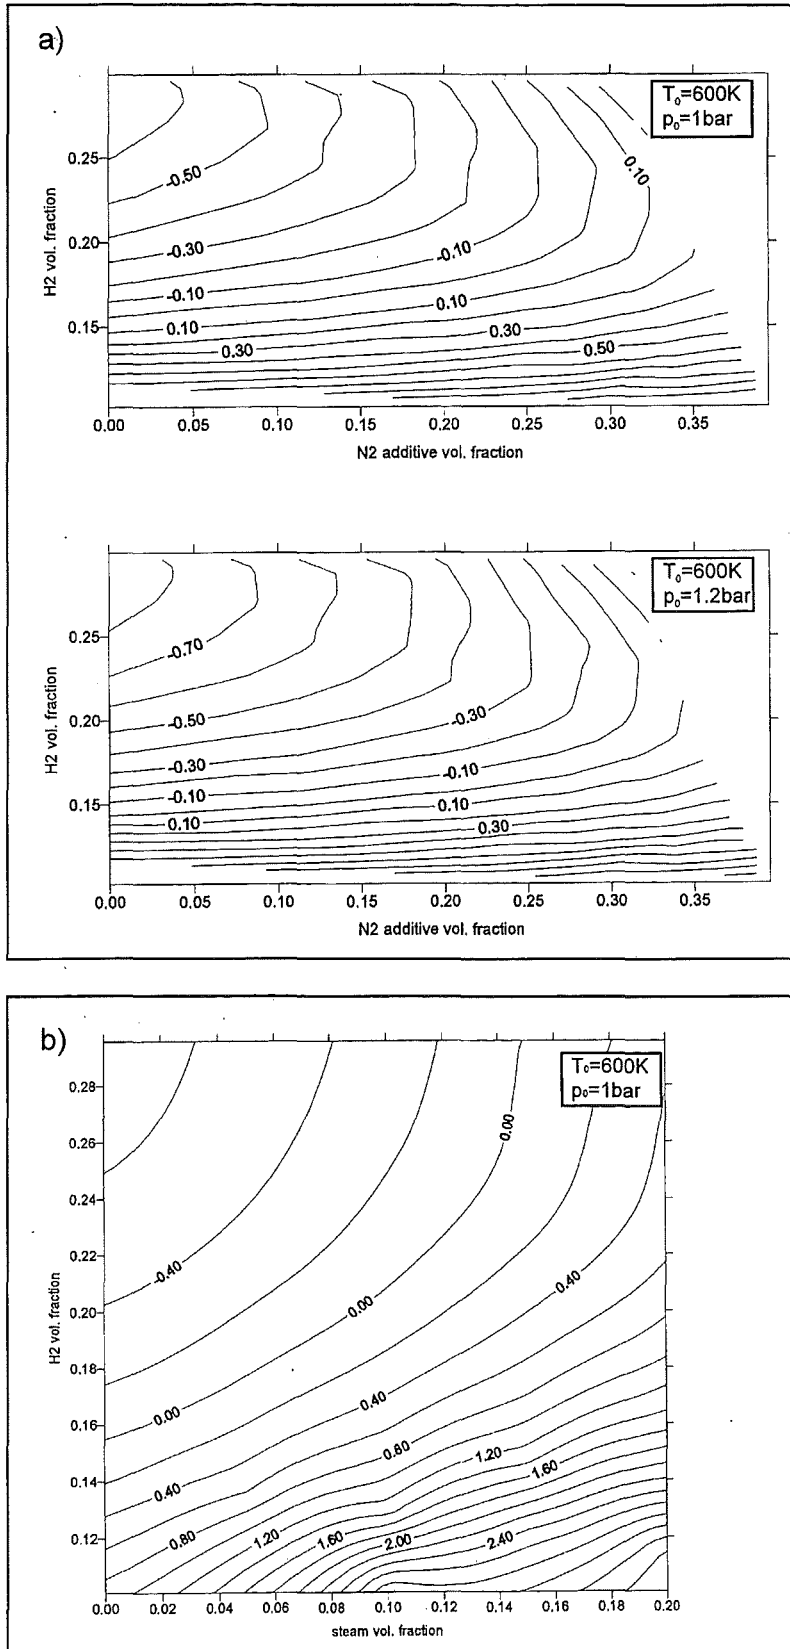 a)
T₀=600K
p₀=1bar
0.25
0.20
0.15
H2 vol. fraction
-0.50
-0.30
-0.10
0.10
0.30
-0.10
0.10
0.30
0.50
0.10
0.00 0.05 0.10 0.15 0.20 0.25 0.30 0.35
N2 additive vol. fraction
T₀=600K
p₀=1.2bar
0.25
0.20
0.15
H2 vol. fraction
-0.70
-0.50
-0.30
-0.10
0.10
-0.30
-0.10
0.10
0.30
0.00 0.05 0.10 0.15 0.20 0.25 0.30 0.35
N2 additive vol. fraction
b)
T₀=600K
p₀=1bar
0.28
0.26
0.24
0.22
0.20
0.18
0.16
0.14
0.12
H2 vol. fraction
0.00
-0.40
0.00
0.40
0.00
0.40
0.80
1.20
1.60
0.40
0.80
1.20
1.60
2.00
2.40
0.00 0.02 0.04 0.06 0.08 0.10 0.12 0.14 0.16 0.18 0.20
steam vol. fraction